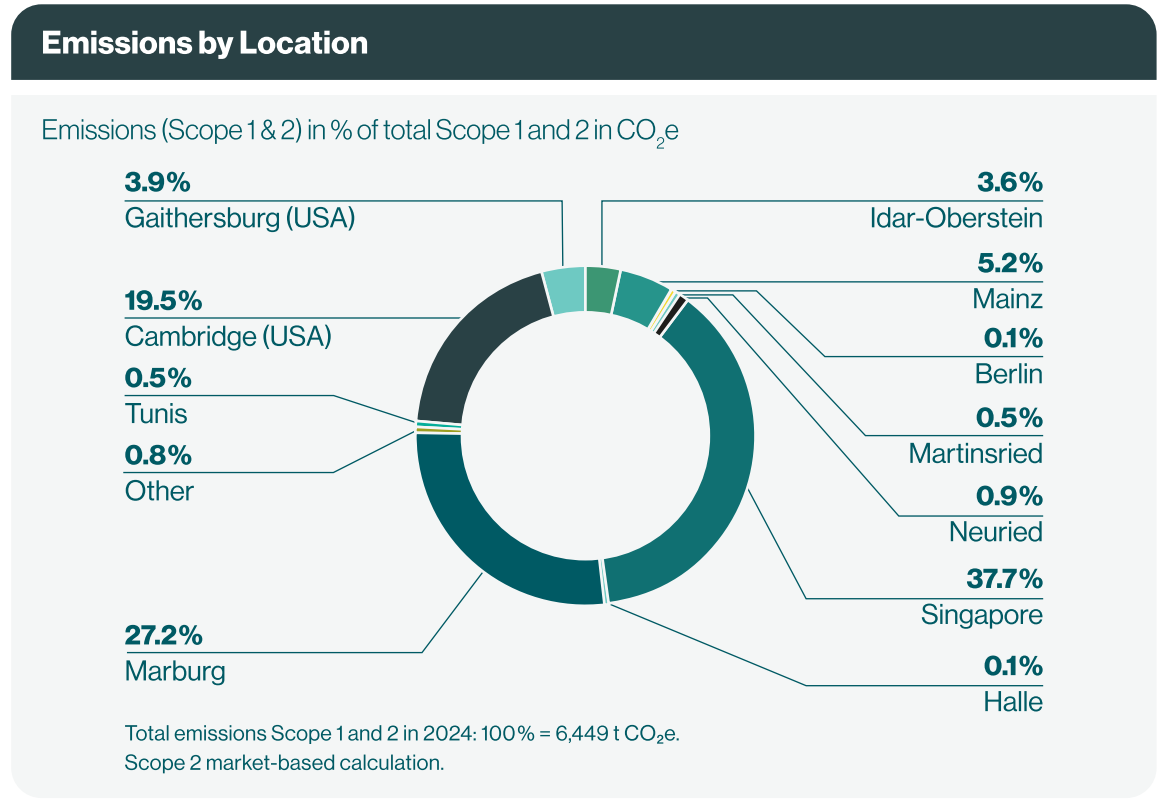 Emissions by Location
Emissions (Scope 1 & 2) in % of total Scope 1 and 2 in CO₂e
3.9%
Gaithersburg (USA)
19.5%
Cambridge (USA)
0.5%
Tunis
0.8%
Other
27.2%
Marburg
3.6%
Idar-Oberstein
5.2%
Mainz
0.1%
Berlin
0.5%
Martinsried
0.9%
Neuried
37.7%
Singapore
0.1%
Halle
Total emissions Scope 1 and 2 in 2024: 100% = 6,449 t CO₂e.
Scope 2 market-based calculation.